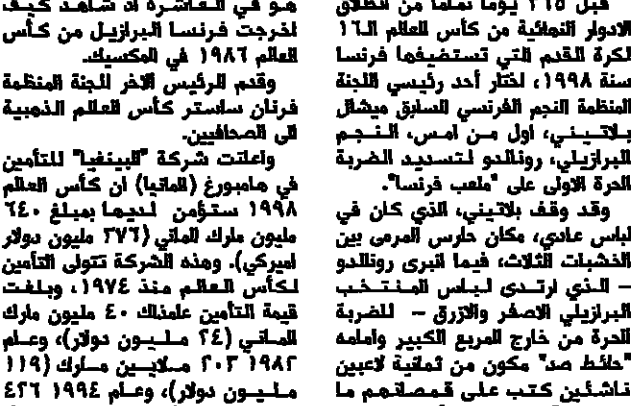 قبل ٣٦٥ يوما تماما من انطلاق
الادوار النهائية من كأس العالم الـ١٦
لكرة القدم التي تستضيفها فرنسا
سنة ١٩٩٨، اختار أحد رئيسي اللجنة
المنظمة النجم الفرنسي السابق ميشال
بلاتيني، اول من امس، النجم
البرازيلي، رونالدو لتسديد الضربة
الحرة الاولى على "ملعب فرنسا".
وقد وقف بلاتيني، الذي كان في
لباس عادي، مكان حارس المرمى بين
الخشبات الثلاث، فيما انبرى رونالدو
– الذي ارتدى لباس المنتخب
البرازيلي الاصفر والازرق – للضربة
الحرة من خارج المربع الكبير وامامه
"حائط صد" مكون من ثمانية لاعبين
ناشئين كتب على قمصانهم ما
هو في العاشرة اذ شاهد كيف
اخرجت فرنسا البرازيل من كأس
العالم ١٩٨٦ في المكسيك.
وقدم الرئيس الاخر للجنة المنظمة
فرنان ساستر كأس العالم الذهبية
الى الصحافيين.
واعلنت شركة "البينغيا" للتأمين
في هامبورغ (المانيا) ان كأس العالم
١٩٩٨ ستؤمن لديها بمبلغ ٦٤٠
مليون مارك الماني (٣٧٦ مليون دولار
اميركي). وهذه الشركة تتولى التأمين
لكأس العالم منذ ١٩٧٤، وبلغت
قيمة التأمين عامذاك ٤٠ مليون مارك
الماني (٢٤ مليون دولار)، وعام
١٩٨٢ ٢٠٣ ملايين مارك (١١٩
مليون دولار)، وعام ١٩٩٤ ٤٢٦